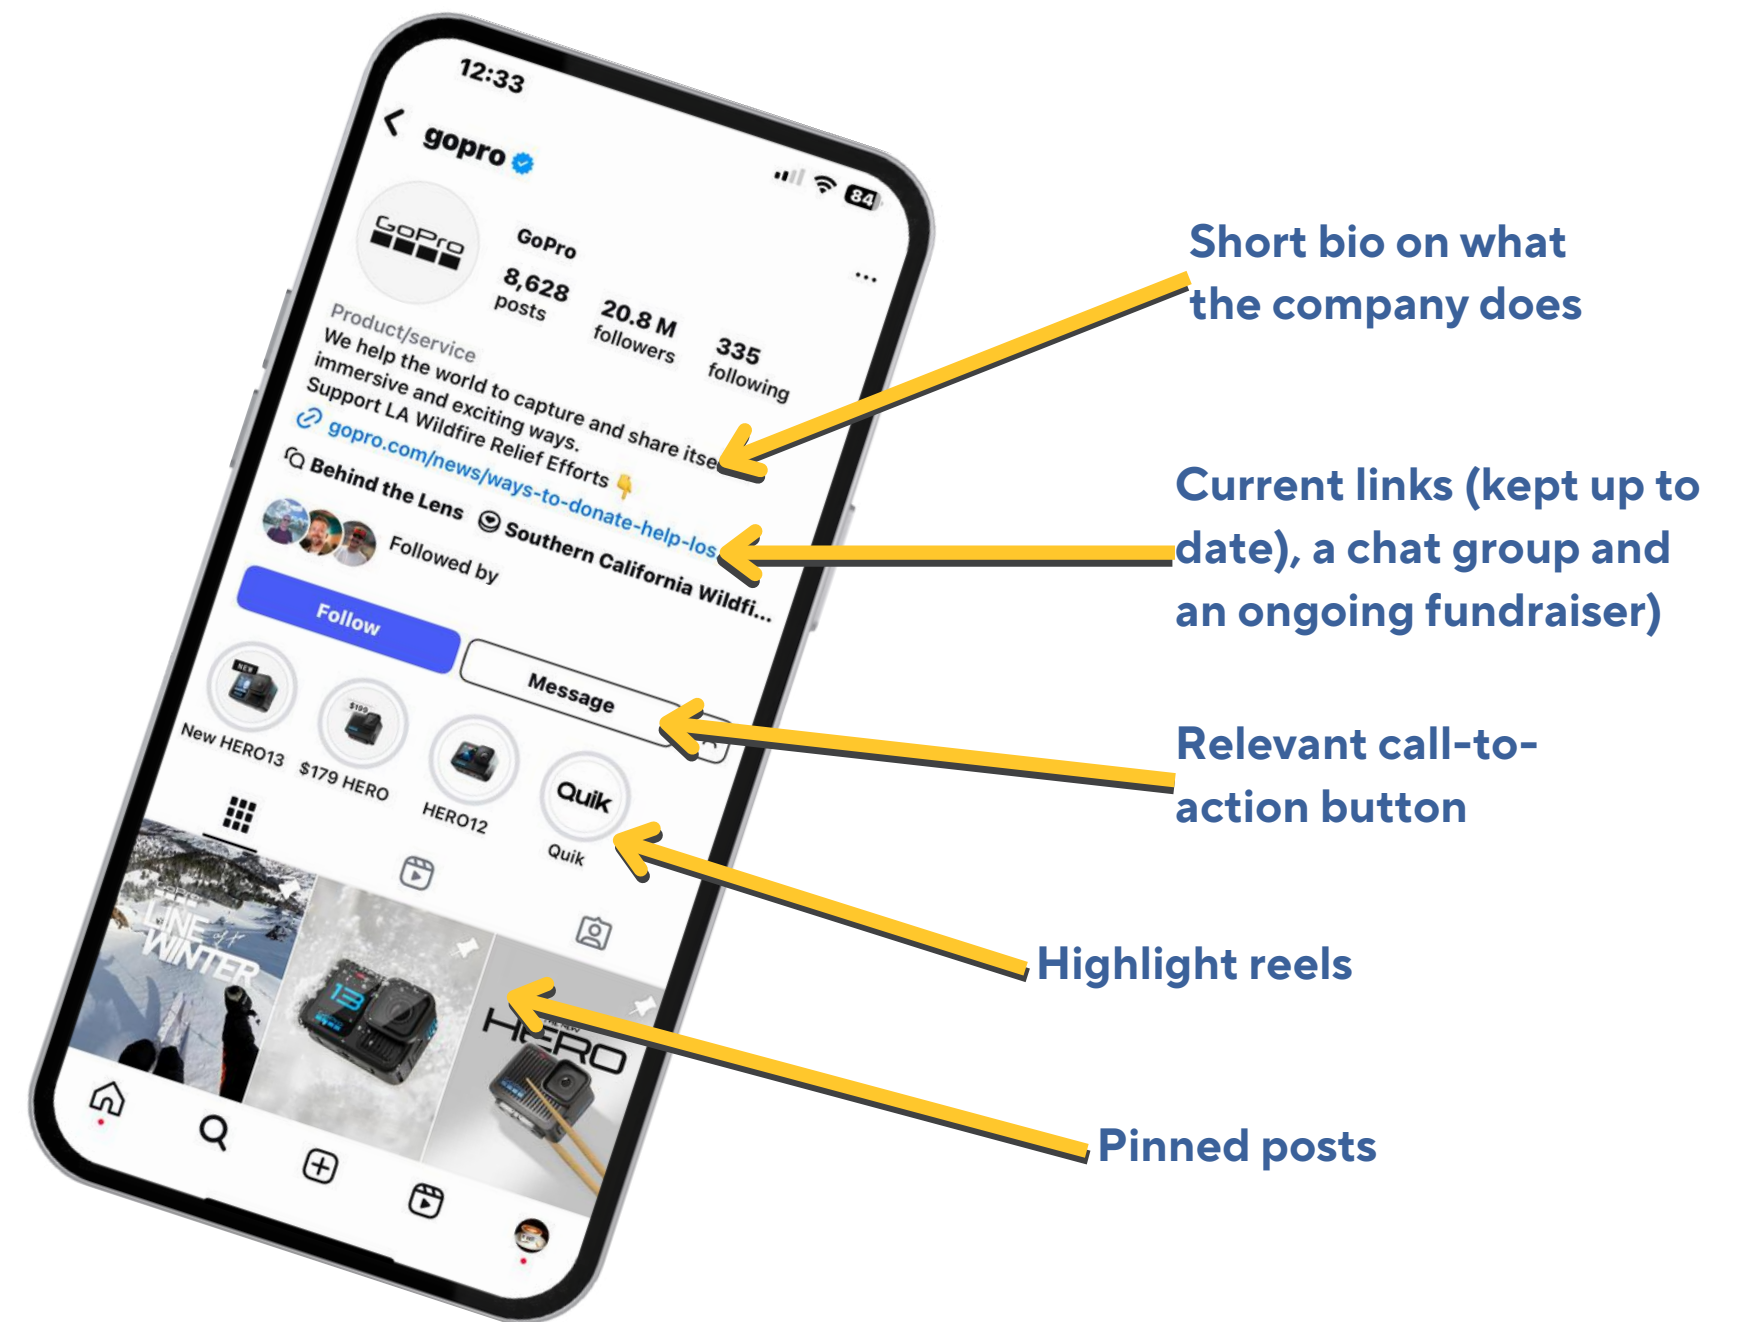 12:33
84
gopro
GoPro
GoPro
8,628
posts
20.8 M
followers
335
following
Product/service
We help the world to capture and share itse
immersive and exciting ways.
Support LA Wildfire Relief Efforts 👇
gopro.com/news/ways-to-donate-help-los
Behind the Lens
Southern California Wildfi...
Followed by
Follow
Message
NEW
$199
Quik
New HERO13
$179 HERO
HERO12
Quik
LINE
of
WINTER
13
THE NEW
HERO
Short bio on what
the company does
Current links (kept up to
date), a chat group and
an ongoing fundraiser)
Relevant call-to-
action button
Highlight reels
Pinned posts